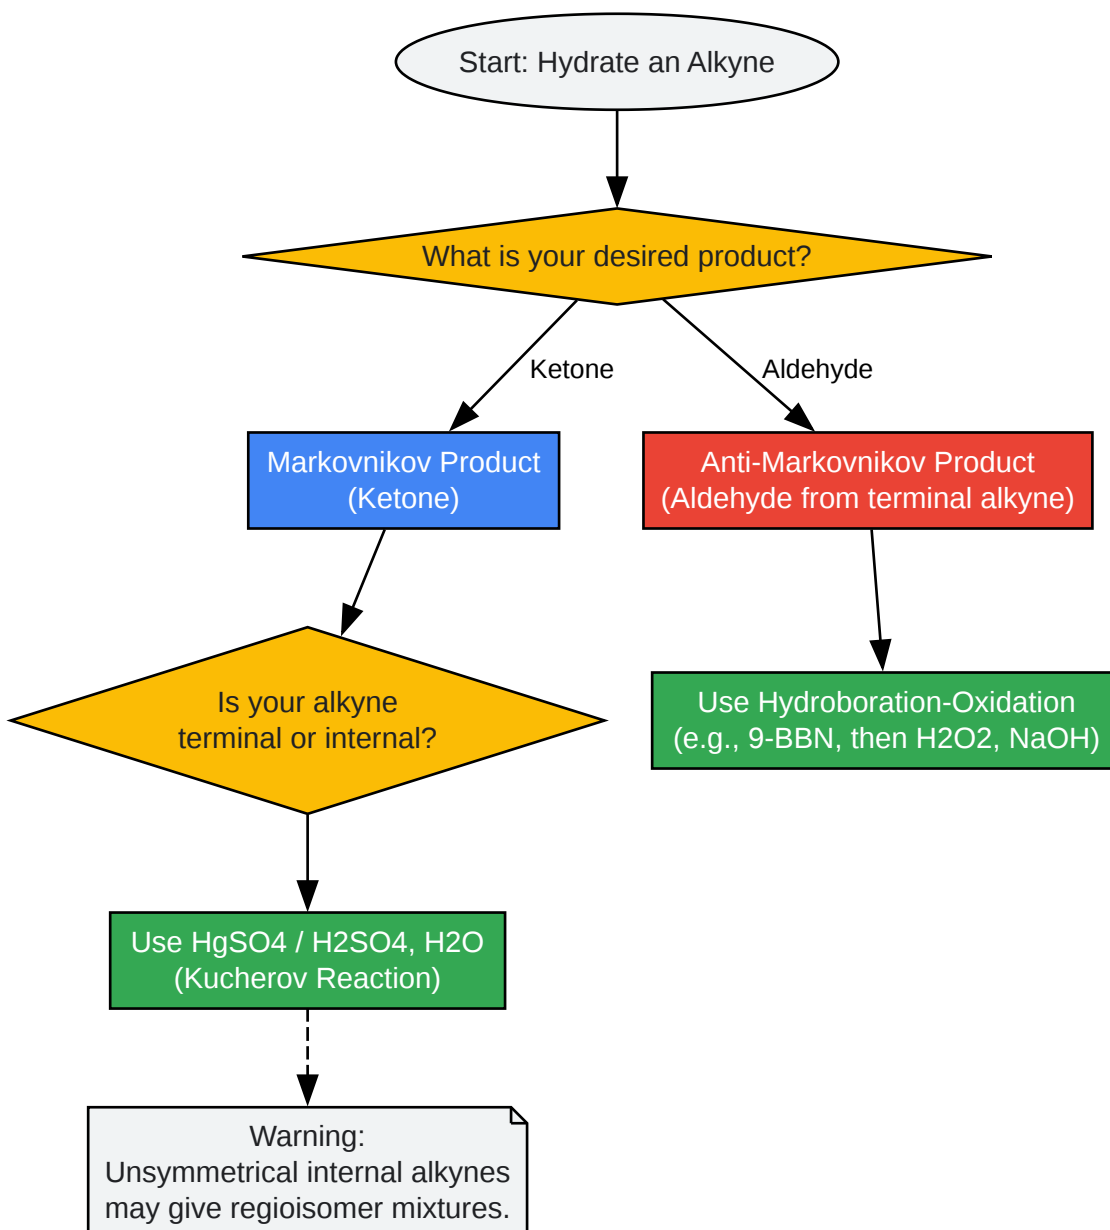 Start: Hydrate an Alkyne
What is your desired product?
Ketone
Aldehyde
Markovnikov Product
(Ketone)
Anti-Markovnikov Product
(Aldehyde from terminal alkyne)
Is your alkyne
terminal or internal?
Use Hydroboration-Oxidation
(e.g., 9-BBN, then H2O2, NaOH)
Use HgSO4 / H2SO4, H2O
(Kucherov Reaction)
Warning:
Unsymmetrical internal alkynes
may give regioisomer mixtures.